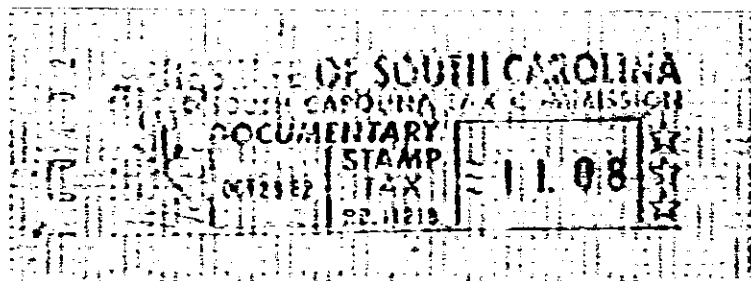 OF SOUTH CAROLINA
SOUTH CAROLINA TAX COMMISSION
DOCUMENTARY
STAMP
TAX
= 11.08